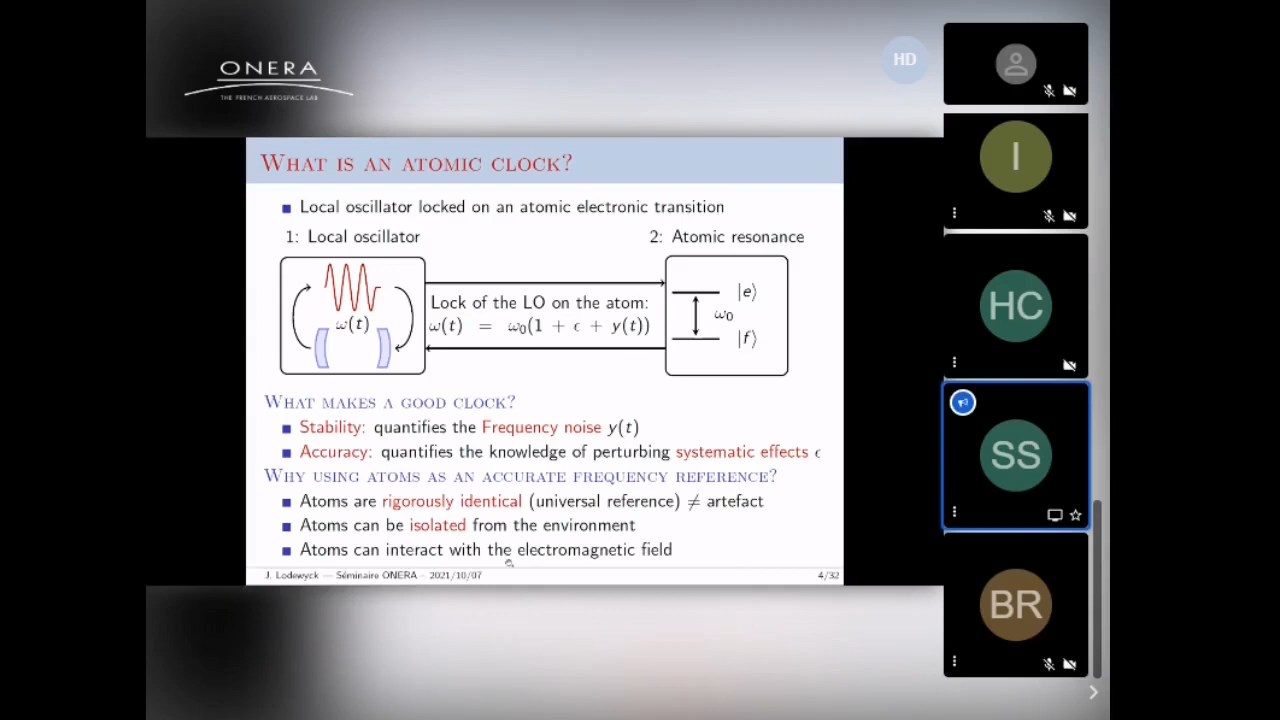 ONERA
THE FRENCH AEROSPACE LAB
HD
What is an atomic clock?
■ Local oscillator locked on an atomic electronic transition
1: Local oscillator
2: Atomic resonance
ω(t)
Lock of the LO on the atom:
ω(t) = ω₀(1 + ϵ + y(t))
|e⟩
ω₀
|f⟩
What makes a good clock?
■ Stability: quantifies the Frequency noise y(t)
■ Accuracy: quantifies the knowledge of perturbing systematic effects ϵ
Why using atoms as an accurate frequency reference?
■ Atoms are rigorously identical (universal reference) ≠ artefact
■ Atoms can be isolated from the environment
■ Atoms can interact with the electromagnetic field
J. Lodewyck — Séminaire ONERA - 2021/10/07
4/32
I
HC
SS
BR